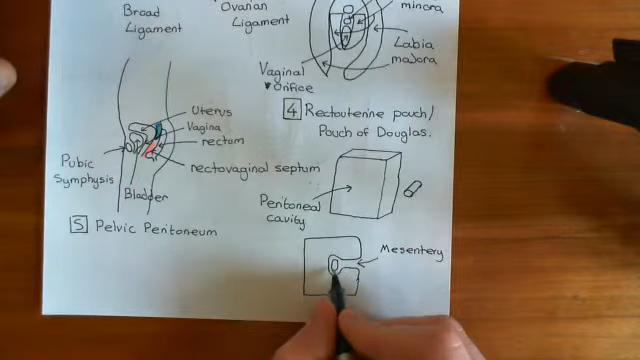 Broad
Ligament
Ovarian
Ligament
minora
Labia
majora
Vaginal
Orifice
4 Rectouterine pouch/
Pouch of Douglas.
Uterus
Vagina
rectum
rectovaginal septum
Pubic
Symphysis
Bladder
Peritoneal
cavity
5 Pelvic Peritoneum
Mesentery